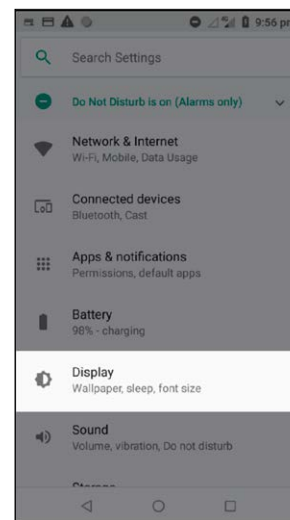 9:56 pm
Search Settings
Do Not Disturb is on (Alarms only)
Network & Internet
Wi-Fi, Mobile, Data Usage
Connected devices
Bluetooth, Cast
Apps & notifications
Permissions, default apps
Battery
98% - charging
Display
Wallpaper, sleep, font size
Sound
Volume, vibration, Do not disturb
Storage